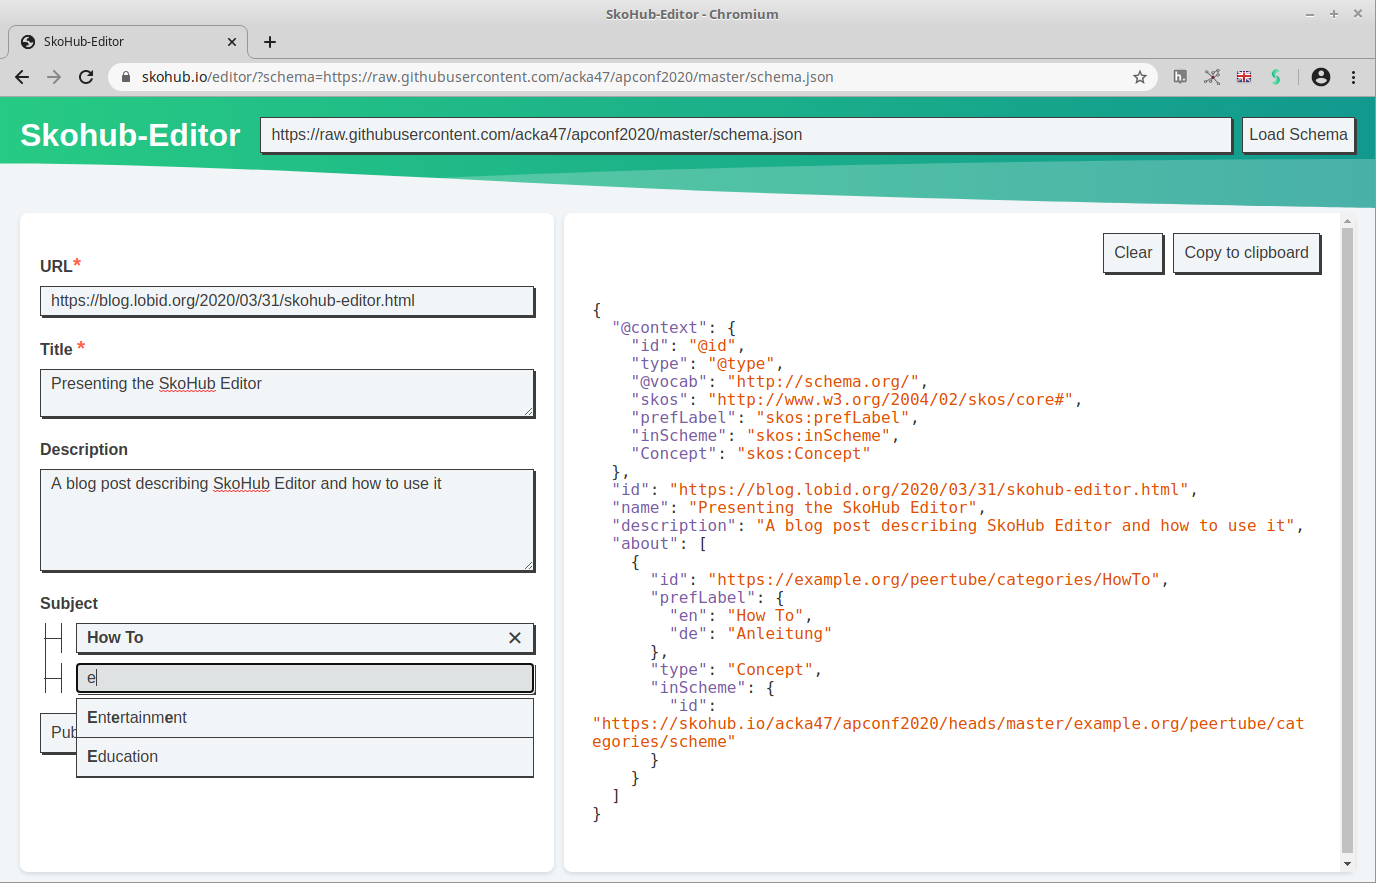 SkoHub-Editor - Chromium
SkoHub-Editor
skohub.io/editor/?schema=https://raw.githubusercontent.com/acka47/apconf2020/master/schema.json
Skohub-Editor
https://raw.githubusercontent.com/acka47/apconf2020/master/schema.json
Load Schema
URL*
https://blog.lobid.org/2020/03/31/skohub-editor.html
Title *
Presenting the SkoHub Editor
Description
A blog post describing SkoHub Editor and how to use it
Subject
How To
e
Entertainment
Education
Pub
Clear
Copy to clipboard
{
"@context": {
"id": "@id",
"type": "@type",
"@vocab": "http://schema.org/",
"skos": "http://www.w3.org/2004/02/skos/core#",
"prefLabel": "skos:prefLabel",
"inScheme": "skos:inScheme",
"Concept": "skos:Concept"
},
"id": "https://blog.lobid.org/2020/03/31/skohub-editor.html",
"name": "Presenting the SkoHub Editor",
"description": "A blog post describing SkoHub Editor and how to use it",
"about": [
{
"id": "https://example.org/peertube/categories/HowTo",
"prefLabel": {
"en": "How To",
"de": "Anleitung"
},
"type": "Concept",
"inScheme": {
"id":
"https://skohub.io/acka47/apconf2020/heads/master/example.org/peertube/cat
egories/scheme"
}
}
]
}